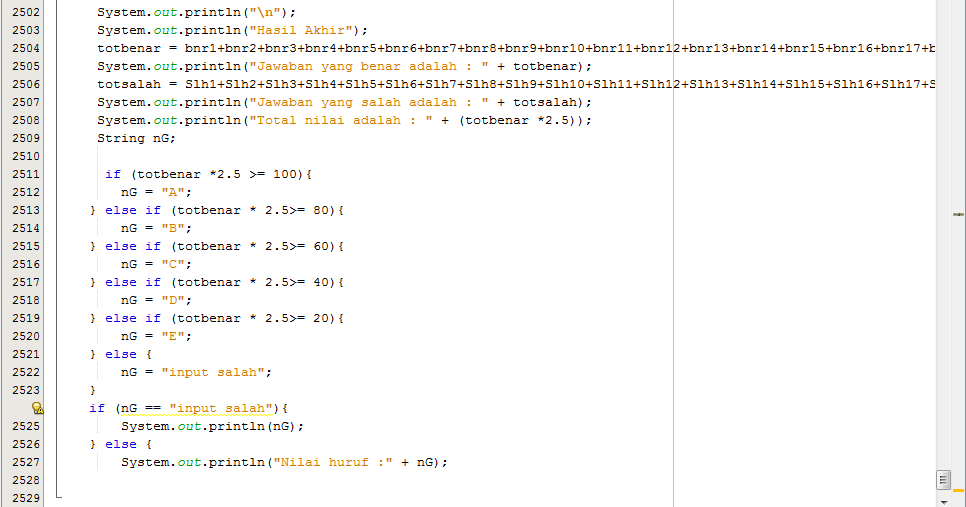 2502 System.out.println("\n");
2503 System.out.println("Hasil Akhir");
2504 totbenar = bnr1+bnr2+bnr3+bnr4+bnr5+bnr6+bnr7+bnr8+bnr9+bnr10+bnr11+bnr12+bnr13+bnr14+bnr15+bnr16+bnr17+b
2505 System.out.println("Jawaban yang benar adalah : " + totbenar);
2506 totsalah = Slh1+Slh2+Slh3+Slh4+Slh5+Slh6+Slh7+Slh8+Slh9+Slh10+Slh11+Slh12+Slh13+Slh14+Slh15+Slh16+Slh17+S
2507 System.out.println("Jawaban yang salah adalah : " + totsalah);
2508 System.out.println("Total nilai adalah : " + (totbenar *2.5));
2509 String nG;
2510
2511 if (totbenar *2.5 >= 100){
2512 nG = "A";
2513 } else if (totbenar * 2.5>= 80){
2514 nG = "B";
2515 } else if (totbenar * 2.5>= 60){
2516 nG = "C";
2517 } else if (totbenar * 2.5>= 40){
2518 nG = "D";
2519 } else if (totbenar * 2.5>= 20){
2520 nG = "E";
2521 } else {
2522 nG = "input salah";
2523 }
if (nG == "input salah"){
2525 System.out.println(nG);
2526 } else {
2527 System.out.println("Nilai huruf :" + nG);
2528
2529